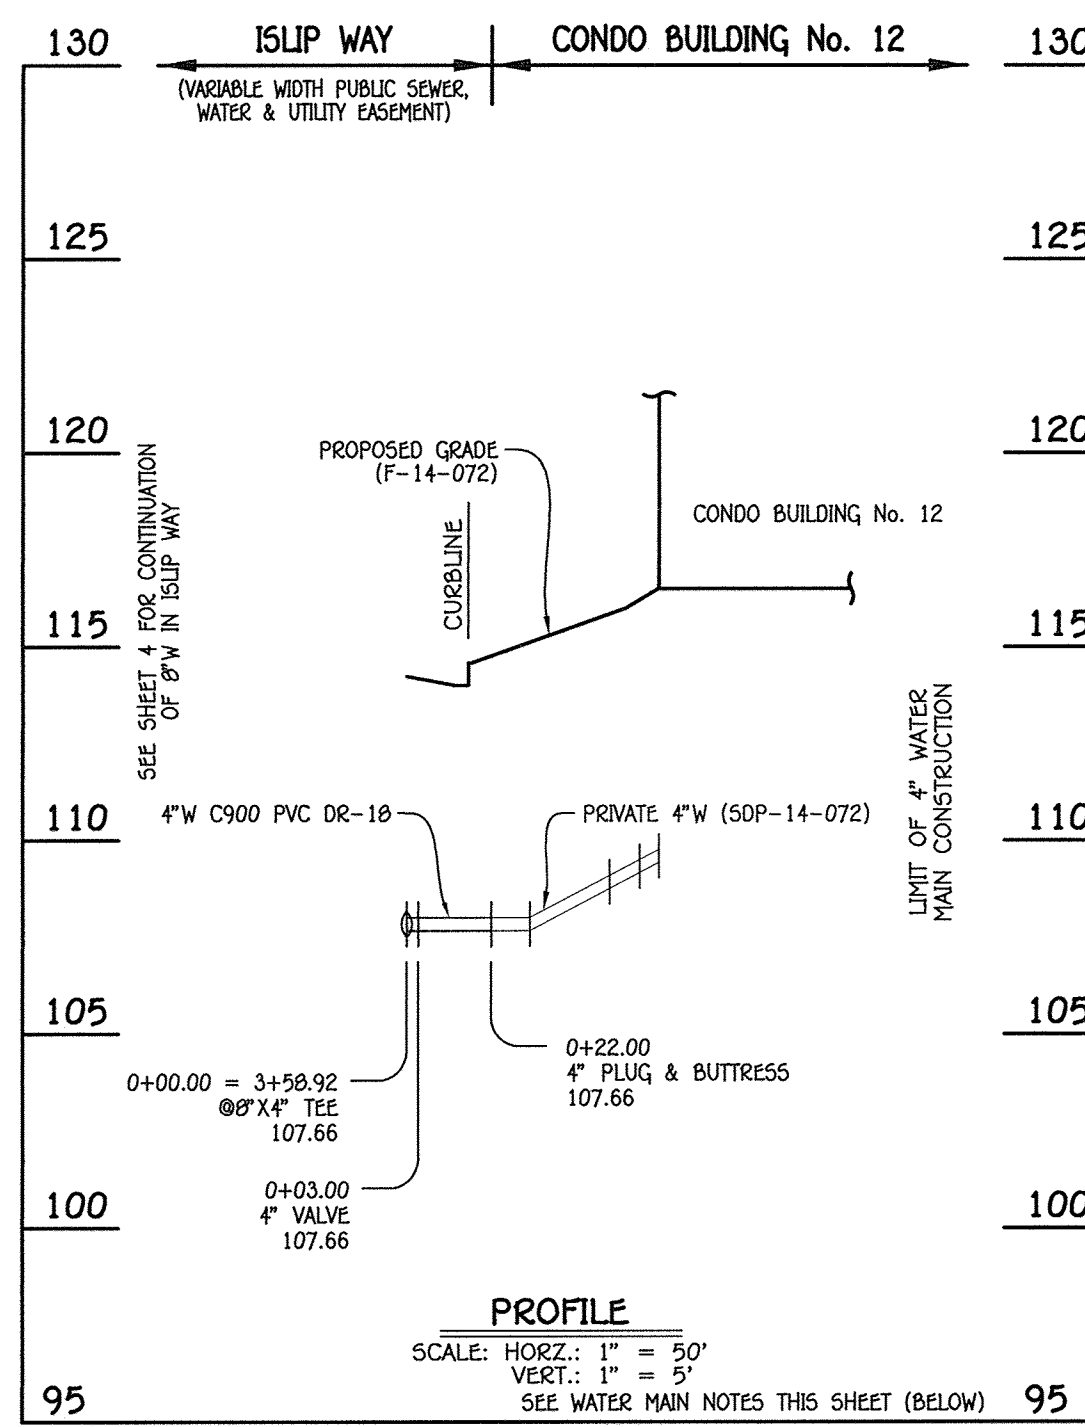 130
ISLIP WAY
CONDO BUILDING No. 12
130
(VARIABLE WIDTH PUBLIC SEWER,
WATER & UTILITY EASEMENT)
125
125
120
120
PROPOSED GRADE
(F-14-072)
CURBLINE
CONDO BUILDING No. 12
SEE SHEET 4 FOR CONTINUATION
OF 8"W IN ISLIP WAY
115
115
LIMIT OF 4" WATER
MAIN CONSTRUCTION
4"W C900 PVC DR-18
PRIVATE 4"W (SDP-14-072)
110
110
105
105
0+00.00 = 3+58.92
@8"X4" TEE
107.66
0+22.00
4" PLUG & BUTTRESS
107.66
0+03.00
4" VALVE
107.66
100
100
PROFILE
SCALE: HORZ.: 1" = 50'
VERT.: 1" = 5'
SEE WATER MAIN NOTES THIS SHEET (BELOW)
95
95